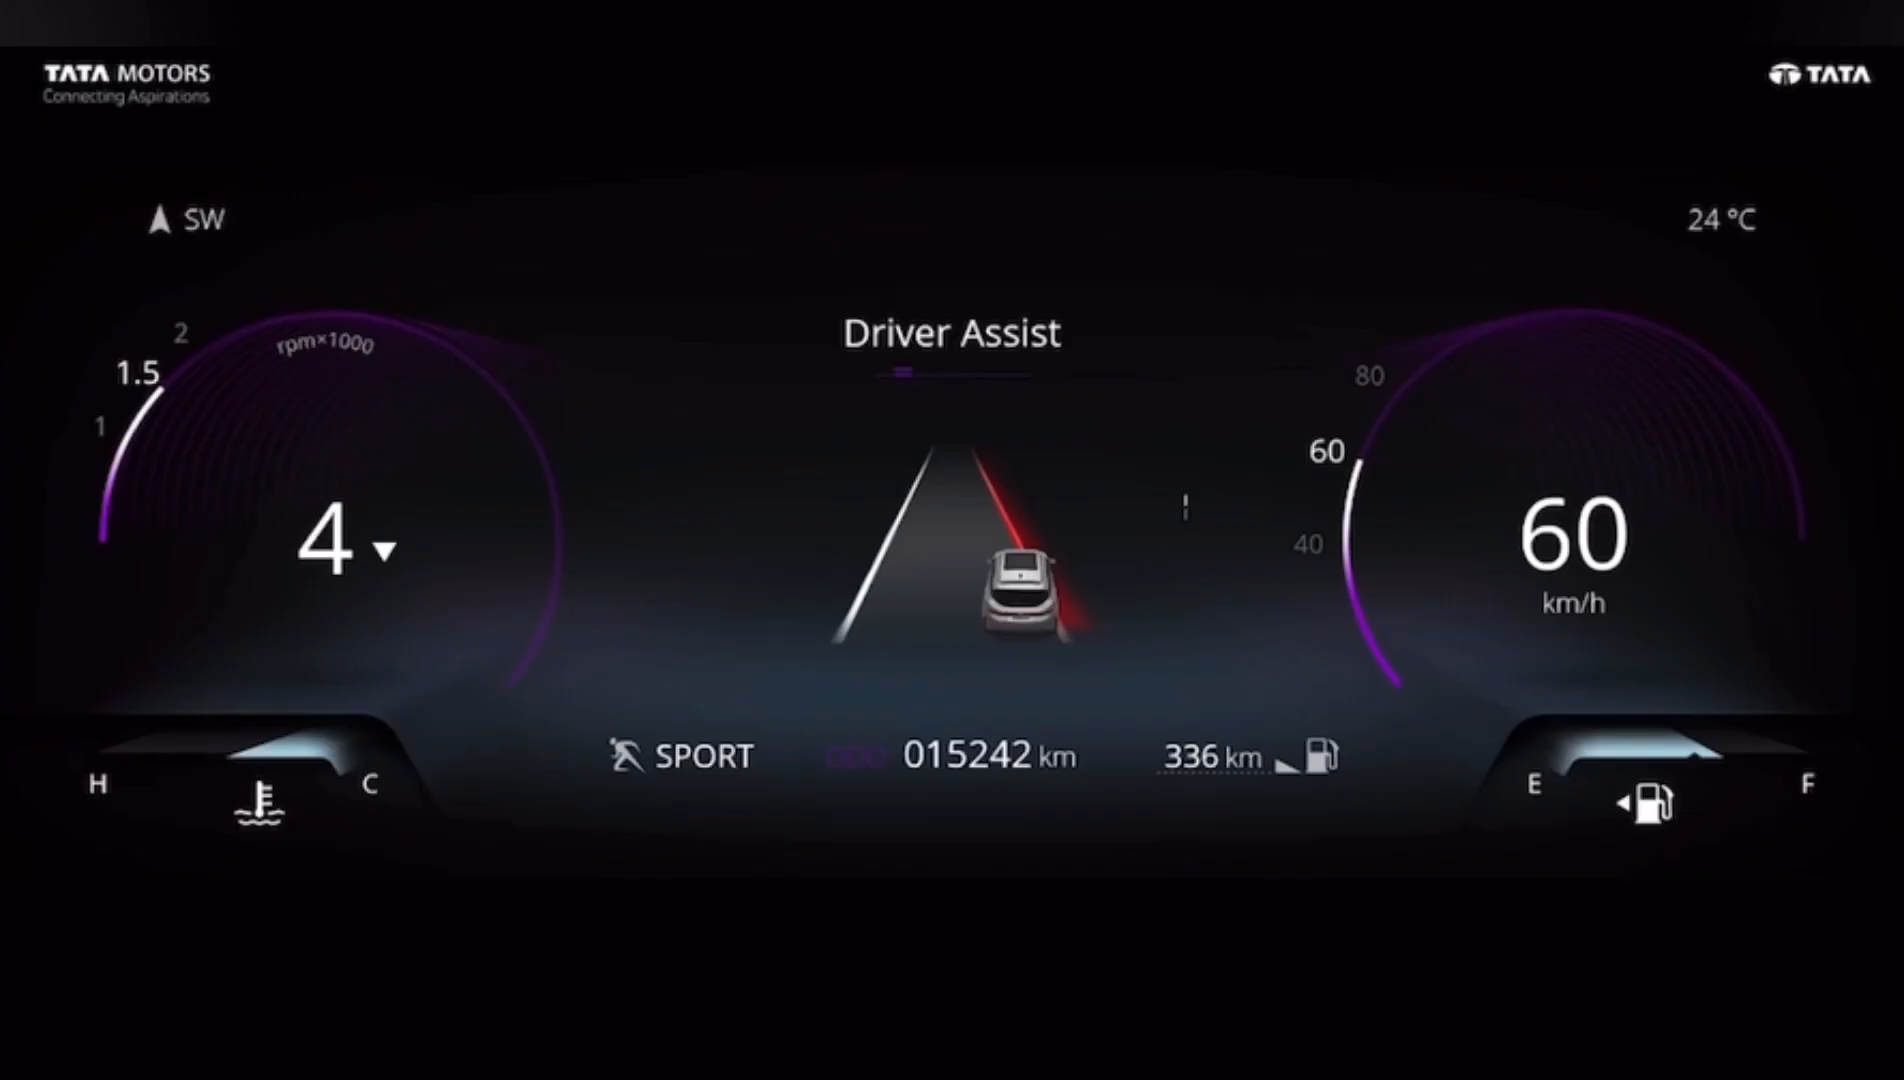 TATA MOTORS
Connecting Aspirations
TATA
SW
24 °C
Driver Assist
rpm×1000
2
1.5
1
4
80
60
40
60
km/h
SPORT
ODO 015242 km
336 km
H
C
E
F